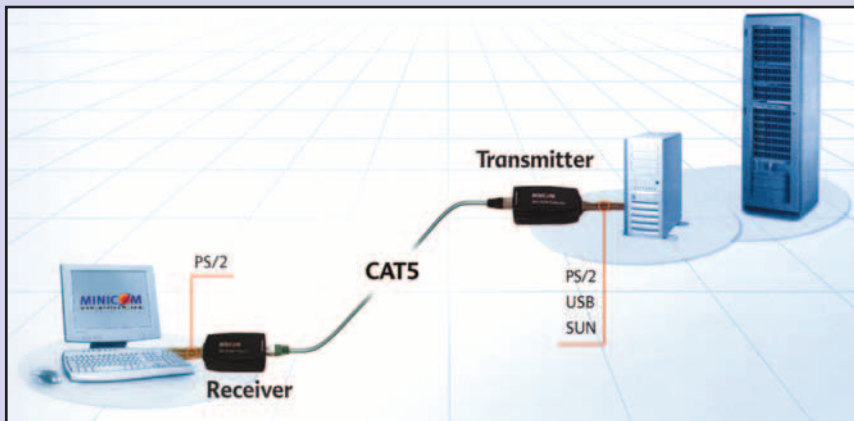 Transmitter
CAT5
PS/2
PS/2
USB
SUN
MINICOM
Receiver